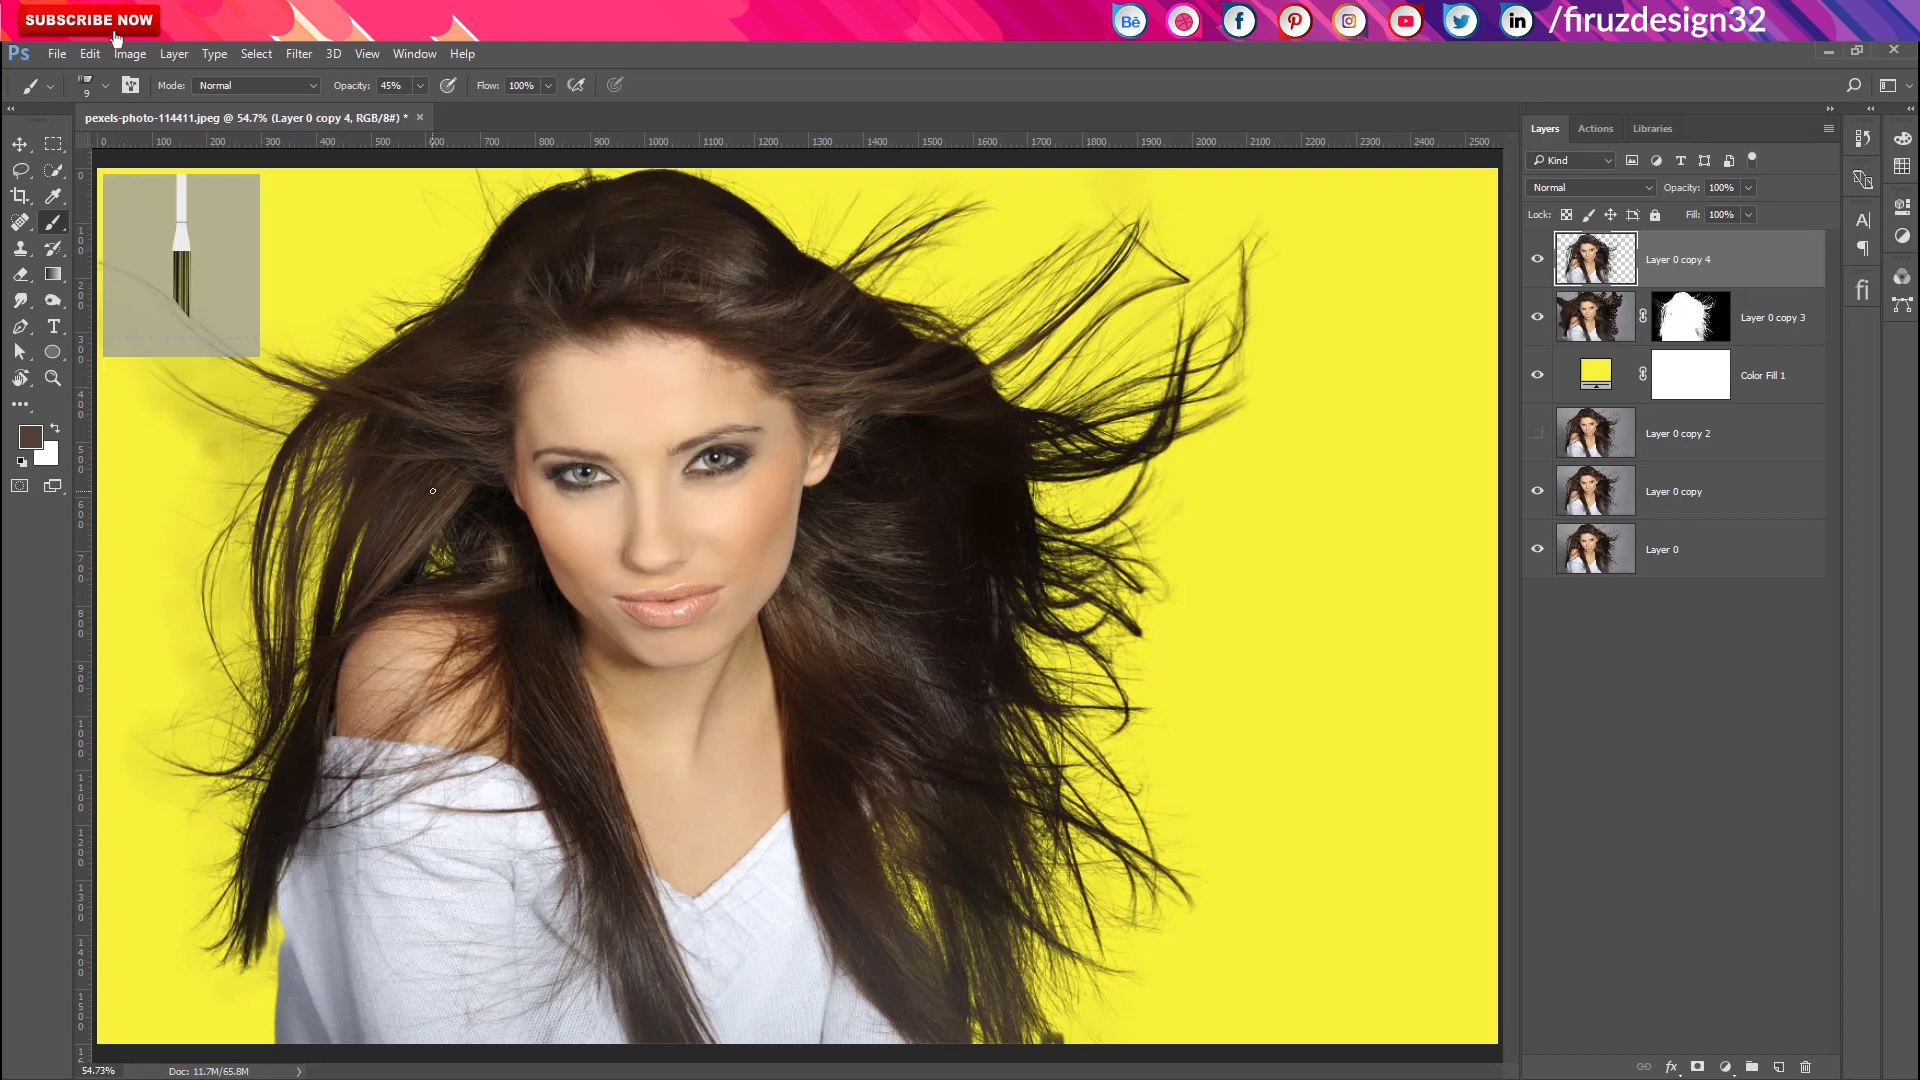 SUBSCRIBE NOW
Bē
/firuzdesign32
Ps File Edit Image Layer Type Select Filter 3D View Window Help
9 Mode: Normal Opacity: 45% Flow: 100%
pexels-photo-114411.jpeg @ 54.7% (Layer 0 copy 4, RGB/8#) * ×
0 100 200 300 400 500 600 700 800 900 1000 1100 1200 1300 1400 1500 1600 1700 1800 1900 2000 2100 2200 2300 2400 2500
Layers Actions Libraries
Kind
Normal Opacity: 100%
Lock: Fill: 100%
Layer 0 copy 4
Layer 0 copy 3
Color Fill 1
Layer 0 copy 2
Layer 0 copy
Layer 0
54.73% Doc: 11.7M/65.8M
fx